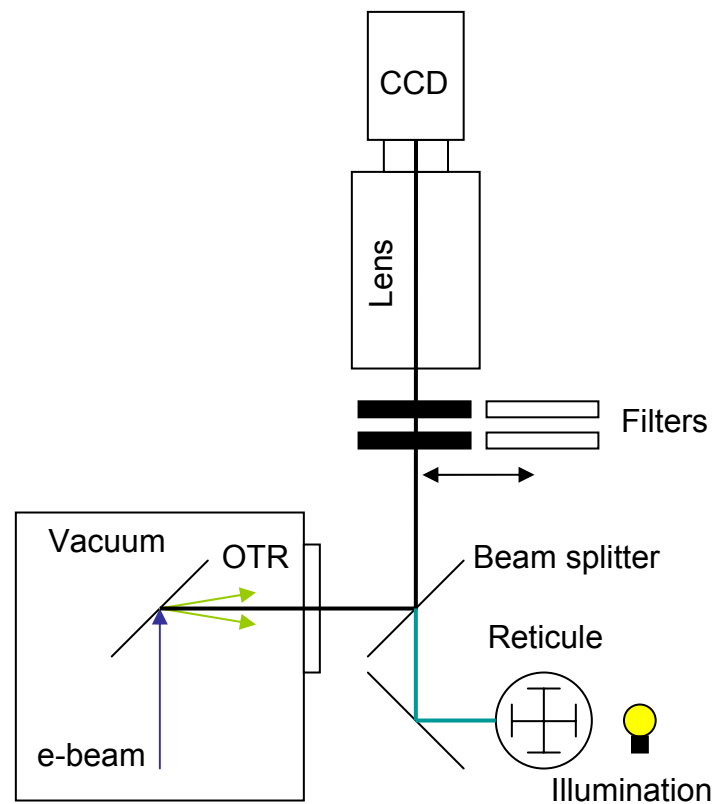 CCD
Lens
Filters
Vacuum
OTR
Beam splitter
Reticule
e-beam
Illumination